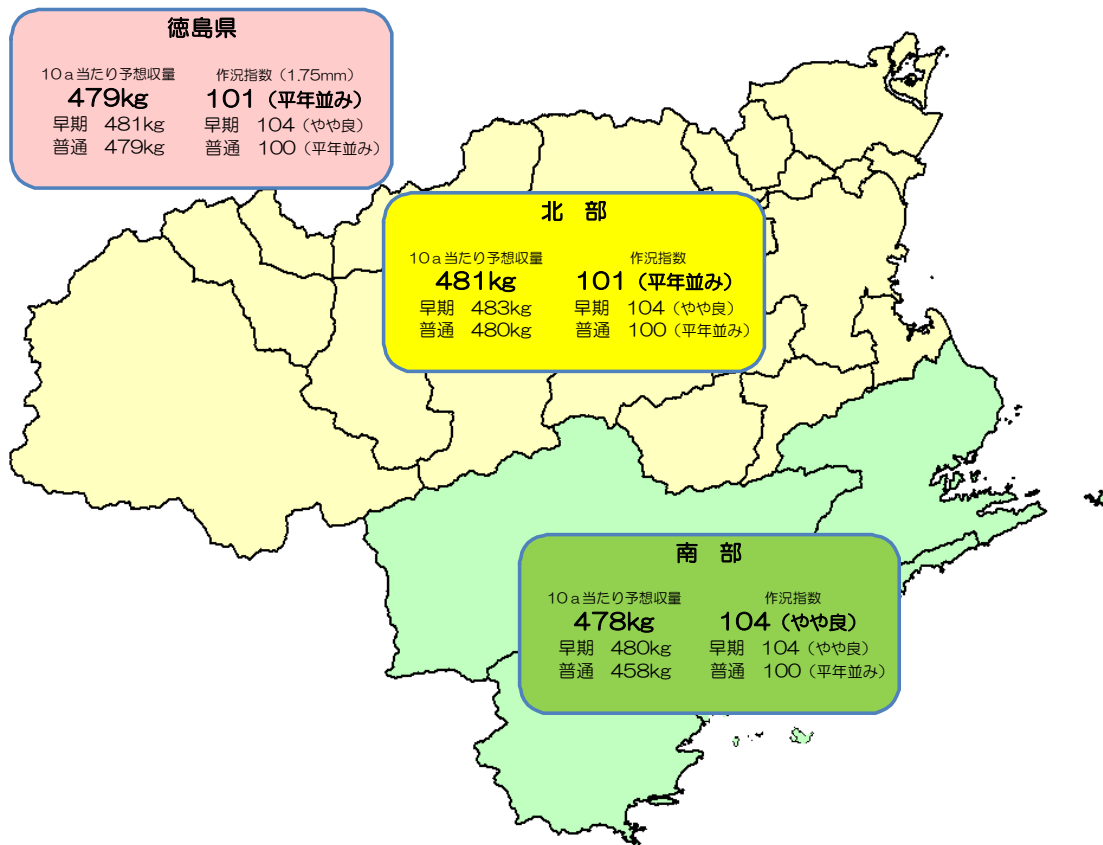 徳島県
10a当たり予想収量 作況指数（1.75mm）
479kg 101（平年並み）
早期 481kg 早期 104（やや良）
普通 479kg 普通 100（平年並み）
北 部
10a当たり予想収量 作況指数
481kg 101（平年並み）
早期 483kg 早期 104（やや良）
普通 480kg 普通 100（平年並み）
南 部
10a当たり予想収量 作況指数
478kg 104（やや良）
早期 480kg 早期 104（やや良）
普通 458kg 普通 100（平年並み）